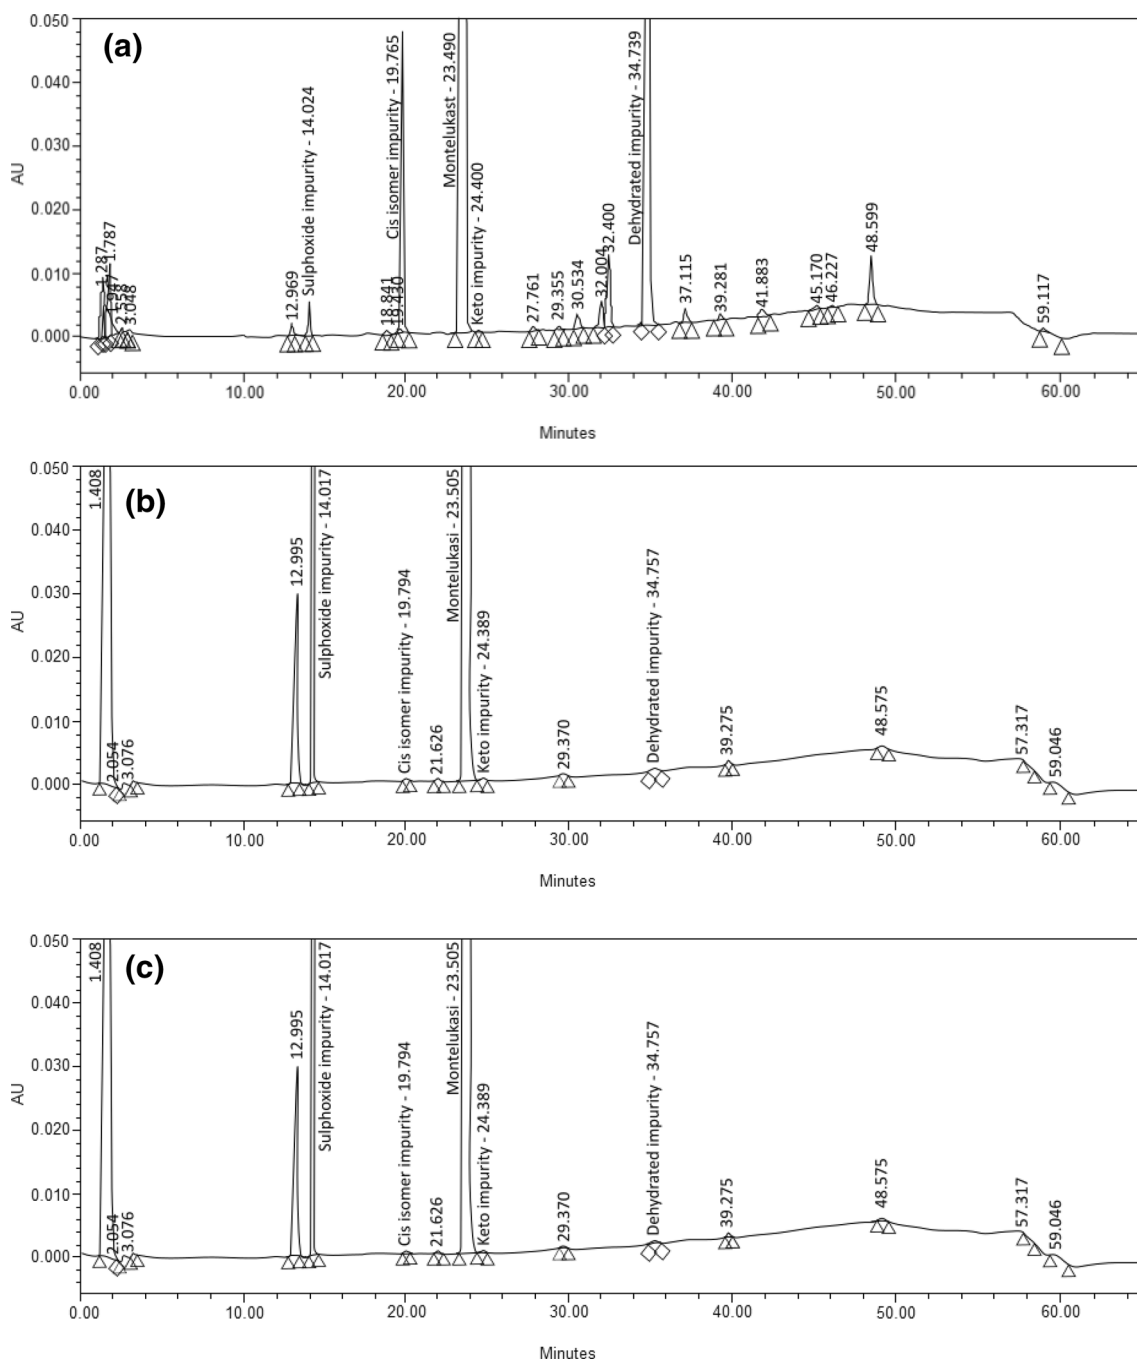 (a)
AU
0.050
0.040
0.030
0.020
0.010
0.000
1.287
1.787
1.947
2.558
3.048
12.969
Sulphoxide impurity - 14.024
18.841
19.430
Cis isomer impurity - 19.765
Montelukast - 23.490
Keto impurity - 24.400
27.761
29.355
30.534
32.004
32.400
Dehydrated impurity - 34.739
37.115
39.281
41.883
45.170
46.227
48.599
59.117
0.00 10.00 20.00 30.00 40.00 50.00 60.00
Minutes
(b)
AU
0.050
0.040
0.030
0.020
0.010
0.000
1.408
2.054
3.076
12.995
Sulphoxide impurity - 14.017
Cis isomer impurity - 19.794
21.626
Montelukasi - 23.505
Keto impurity - 24.389
29.370
Dehydrated impurity - 34.757
39.275
48.575
57.317
59.046
0.00 10.00 20.00 30.00 40.00 50.00 60.00
Minutes
(c)
AU
0.050
0.040
0.030
0.020
0.010
0.000
1.408
2.054
3.076
12.995
Sulphoxide impurity - 14.017
Cis isomer impurity - 19.794
21.626
Montelukasi - 23.505
Keto impurity - 24.389
29.370
Dehydrated impurity - 34.757
39.275
48.575
57.317
59.046
0.00 10.00 20.00 30.00 40.00 50.00 60.00
Minutes